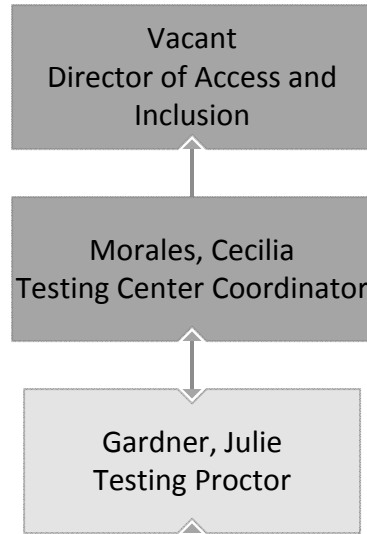 Vacant
Director of Access and
Inclusion
Morales, Cecilia
Testing Center Coordinator
Gardner, Julie
Testing Proctor